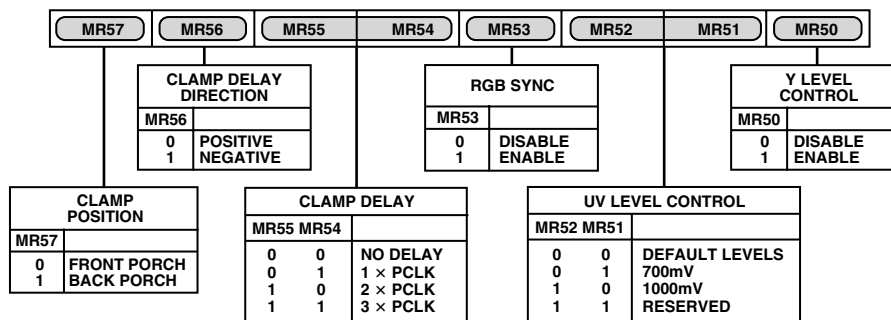 MR57 MR56 MR55 MR54 MR53 MR52 MR51 MR50
CLAMP DELAY
DIRECTION
MR56
0 POSITIVE
1 NEGATIVE
RGB SYNC
MR53
0 DISABLE
1 ENABLE
Y LEVEL
CONTROL
MR50
0 DISABLE
1 ENABLE
CLAMP
POSITION
MR57
0 FRONT PORCH
1 BACK PORCH
CLAMP DELAY
MR55 MR54
0 0 NO DELAY
0 1 1 × PCLK
1 0 2 × PCLK
1 1 3 × PCLK
UV LEVEL CONTROL
MR52 MR51
0 0 DEFAULT LEVELS
0 1 700mV
1 0 1000mV
1 1 RESERVED